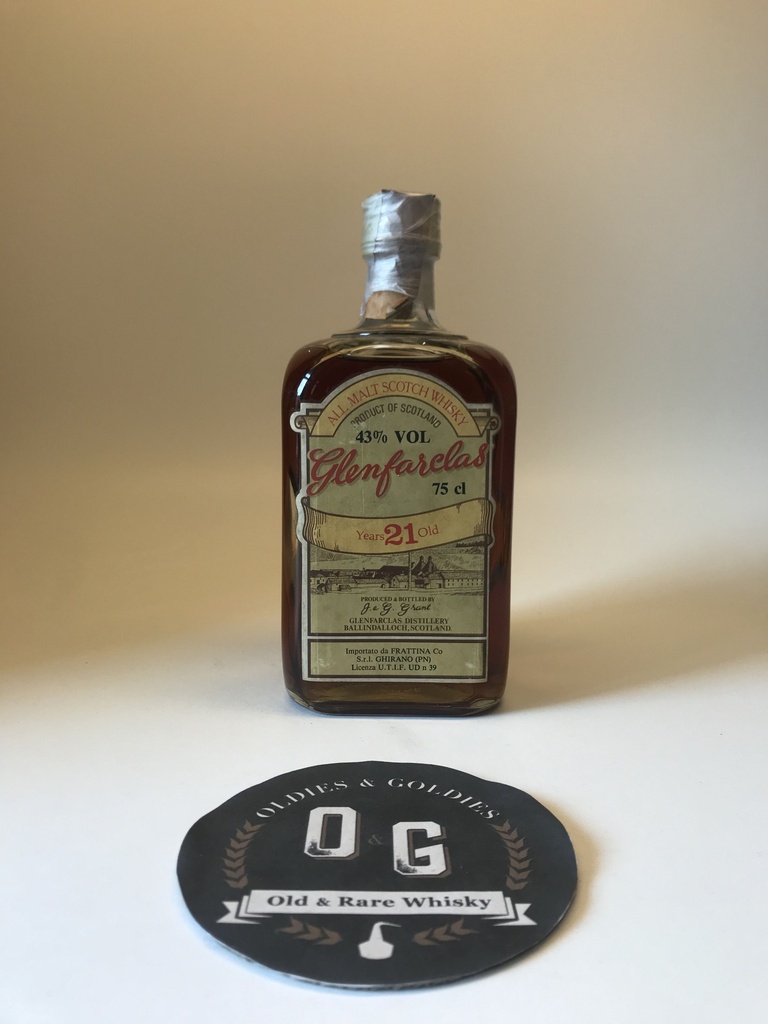 ALL MALT SCOTCH WHISKY
PRODUCT OF SCOTLAND
43% VOL
Glenfarclas
75 cl
Years 21 Old
PRODUCED & BOTTLED BY
J. & G. Grant
GLENFARCLAS DISTILLERY
BALLINDALLOCH, SCOTLAND.
Importato da FRATTINA Co
S.r.l. GHIRANO (PN)
Licenza U.T.I.F. UD n 39
OLDIES & GOLDIES
O & G
Old & Rare Whisky